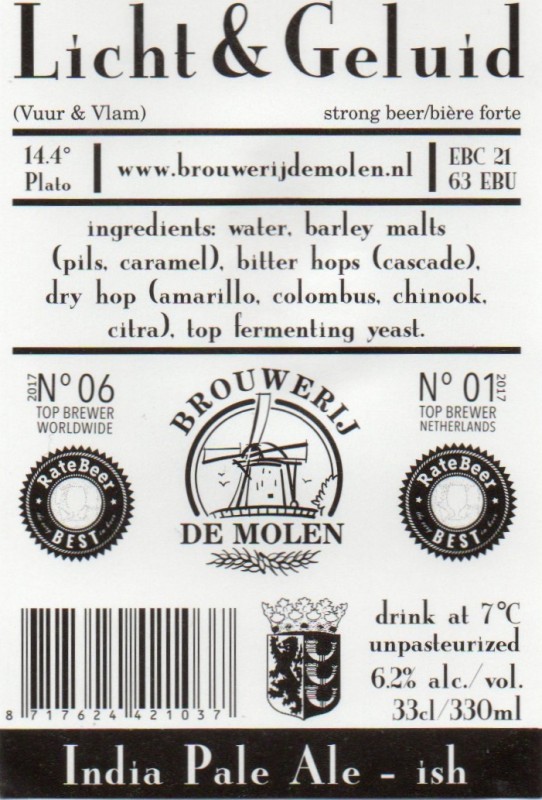 Licht & Geluid
(Vuur & Vlam) strong beer/bière forte
14.4° Plato
www.brouwerijdemolen.nl
EBC 21
63 EBU
ingredients: water, barley malts
(pils, caramel), bitter hops (cascade),
dry hop (amarillo, colombus, chinook,
citra), top fermenting yeast.
2017 Nº 06
TOP BREWER
WORLDWIDE
RateBeer
BEST
BROUWERIJ
DE MOLEN
Nº 01 2017
TOP BREWER
NETHERLANDS
RateBeer
BEST
8 717624 421037
drink at 7°C
unpasteurized
6.2% alc./vol.
33cl/330ml
India Pale Ale - ish